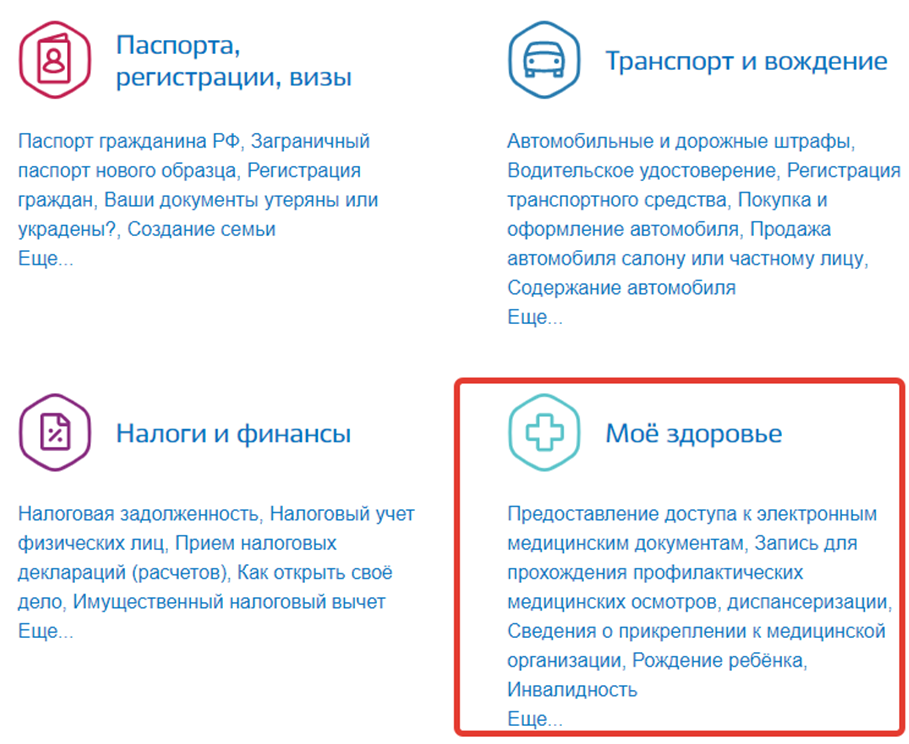 Паспорта,
регистрации, визы
Паспорт гражданина РФ, Заграничный
паспорт нового образца, Регистрация
граждан, Ваши документы утеряны или
украдены?, Создание семьи
Еще...
Транспорт и вождение
Автомобильные и дорожные штрафы,
Водительское удостоверение, Регистрация
транспортного средства, Покупка и
оформление автомобиля, Продажа
автомобиля салону или частному лицу,
Содержание автомобиля
Еще...
Налоги и финансы
Налоговая задолженность, Налоговый учет
физических лиц, Прием налоговых
деклараций (расчетов), Как открыть своё
дело, Имущественный налоговый вычет
Еще...
Моё здоровье
Предоставление доступа к электронным
медицинским документам, Запись для
прохождения профилактических
медицинских осмотров, диспансеризации,
Сведения о прикреплении к медицинской
организации, Рождение ребёнка,
Инвалидность
Еще...